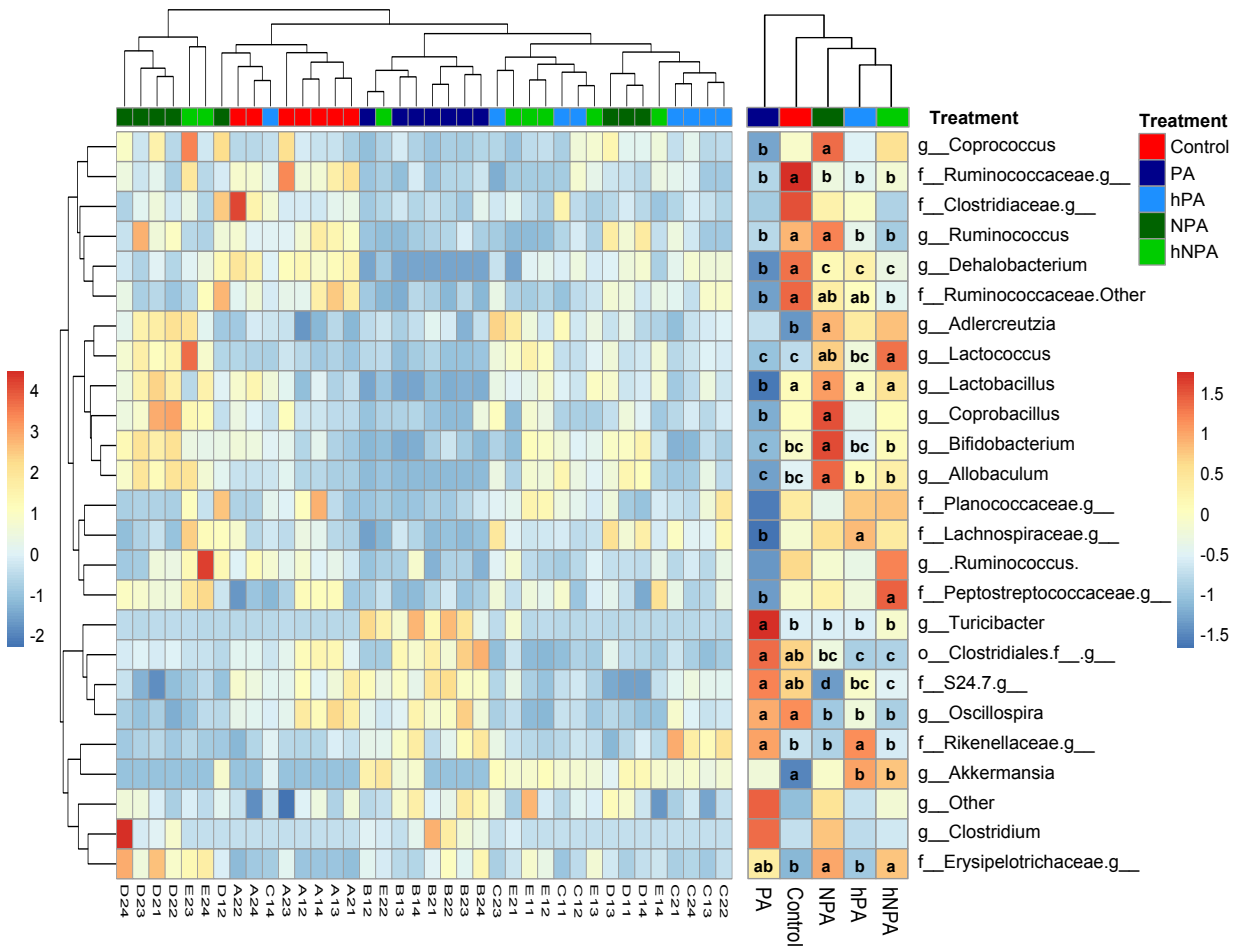 Treatment
Treatment
Control
PA
hPA
NPA
hNPA
b a g__Coprococcus
b a b b b f__Ruminococcaceae.g__
f__Clostridiaceae.g__
b a a b b g__Ruminococcus
b a c c c g__Dehalobacterium
b a ab ab b f__Ruminococcaceae.Other
b a g__Adlercreutzia
c c ab bc a g__Lactococcus
b a a a a g__Lactobacillus
b a g__Coprobacillus
c bc a bc b g__Bifidobacterium
c bc a b b g__Allobaculum
f__Planococcaceae.g__
b a f__Lachnospiraceae.g__
g__.Ruminococcus.
b a f__Peptostreptococcaceae.g__
a b b b b g__Turicibacter
a ab bc c c o__Clostridiales.f__.g__
a ab d bc c f__S24.7.g__
a a b b b g__Oscillospira
a b b a b f__Rikenellaceae.g__
a b b g__Akkermansia
g__Other
g__Clostridium
ab b a b a f__Erysipelotrichaceae.g__
4
3
2
1
0
-1
-2
1.5
1
0.5
0
-0.5
-1
-1.5
D24 D23 D21 D22 E23 E24 D12 A22 A24 C14 A23 A12 A14 A13 A21 B12 E22 B13 B14 B21 B22 B23 B24 C23 E21 E11 E12 C11 C12 E13 D13 D11 D14 E14 C21 C24 C13 C22
PA Control NPA hPA hNPA